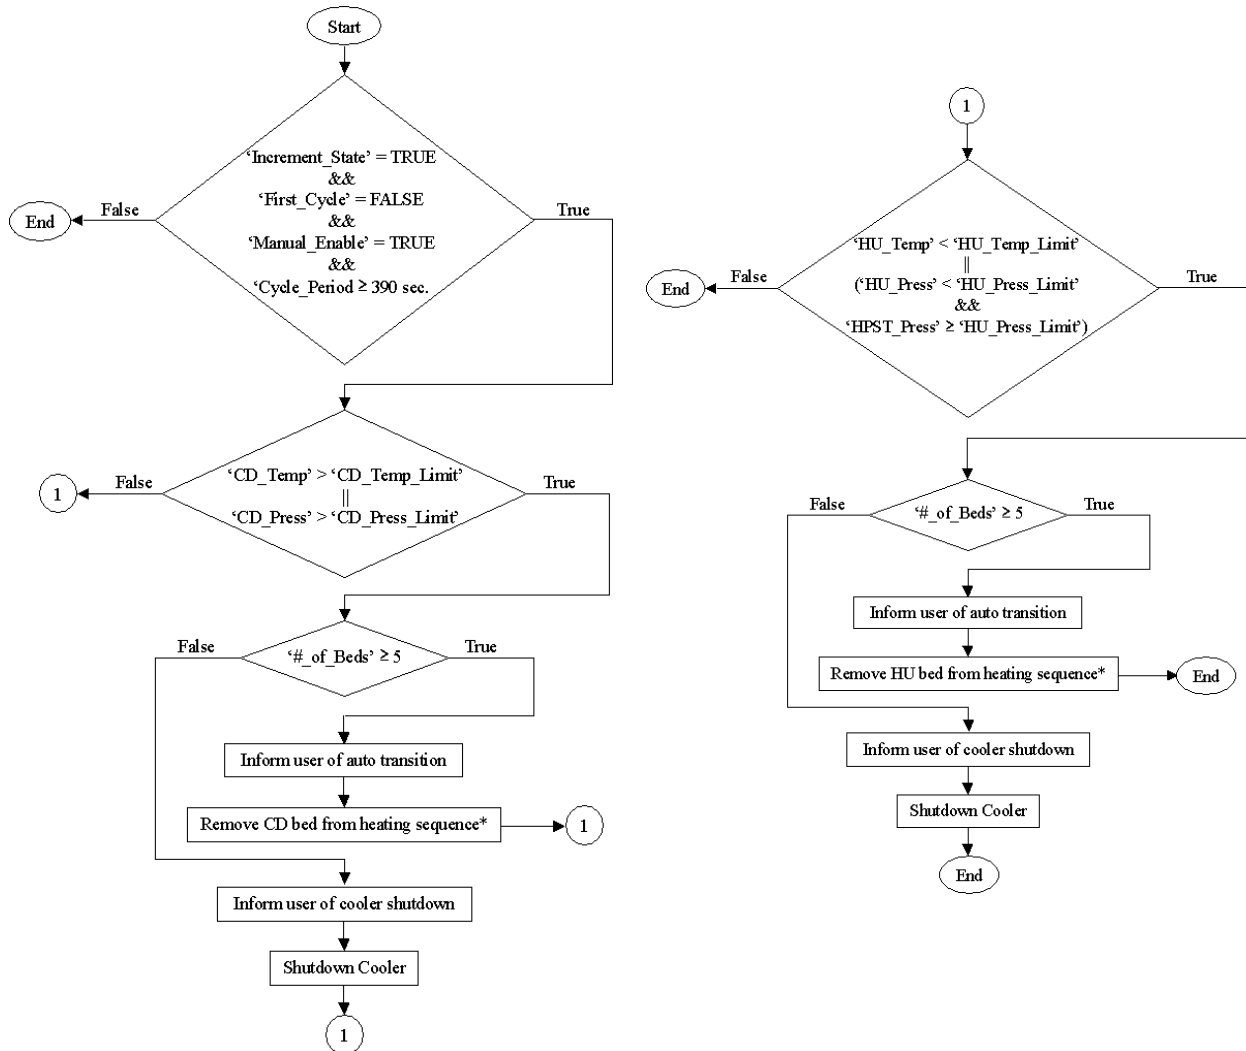 Start
‘Increment_State’ = TRUE
&&
‘First_Cycle’ = FALSE
&&
‘Manual_Enable’ = TRUE
&&
‘Cycle_Period ≥ 390 sec.
False
True
End
‘CD_Temp’ > ‘CD_Temp_Limit’
||
‘CD_Press’ > ‘CD_Press_Limit’
False
True
1
‘#_of_Beds’ ≥ 5
False
True
Inform user of auto transition
Remove CD bed from heating sequence*
1
Inform user of cooler shutdown
Shutdown Cooler
1
1
‘HU_Temp’ < ‘HU_Temp_Limit’
||
(‘HU_Press’ < ‘HU_Press_Limit’
&&
‘HPST_Press’ ≥ ‘HU_Press_Limit’)
False
True
End
‘#_of_Beds’ ≥ 5
False
True
Inform user of auto transition
Remove HU bed from heating sequence*
End
Inform user of cooler shutdown
Shutdown Cooler
End